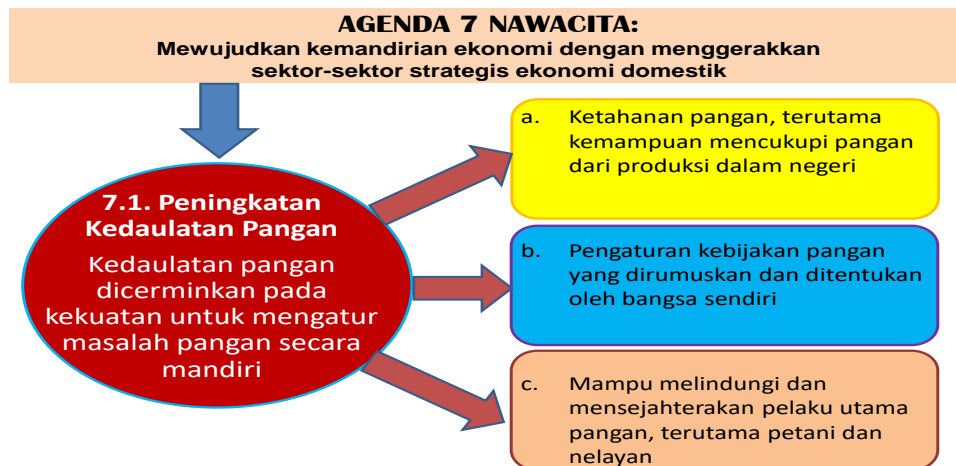 AGENDA 7 NAWACITA:
Mewujudkan kemandirian ekonomi dengan menggerakkan
sektor-sektor strategis ekonomi domestik
7.1. Peningkatan
Kedaulatan Pangan
Kedaulatan pangan
dicerminkan pada
kekuatan untuk mengatur
masalah pangan secara
mandiri
a. Ketahanan pangan, terutama
kemampuan mencukupi pangan
dari produksi dalam negeri
b. Pengaturan kebijakan pangan
yang dirumuskan dan ditentukan
oleh bangsa sendiri
c. Mampu melindungi dan
mensejahterakan pelaku utama
pangan, terutama petani dan
nelayan